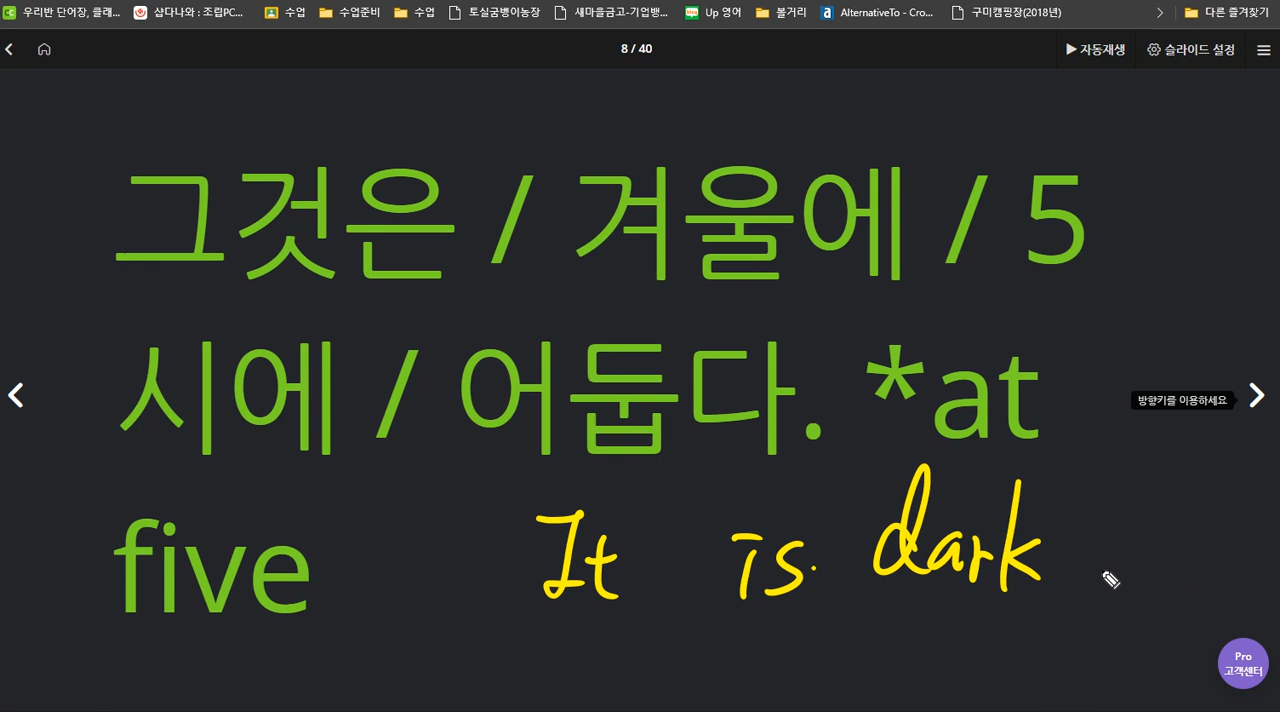 우리반 단어장, 클래... 샵다나와 : 조립PC... 수업 수업준비 수업 토실굼벵이농장 새마을금고-기업뱅... Up 영어 볼거리 AlternativeTo - Cro... 구미캠핑장(2018년) 다른 즐겨찾기
8 / 40 자동재생 슬라이드 설정
그것은 / 겨울에 / 5
시에 / 어둡다. *at
방향키를 이용하세요
five
It is dark
Pro
고객센터